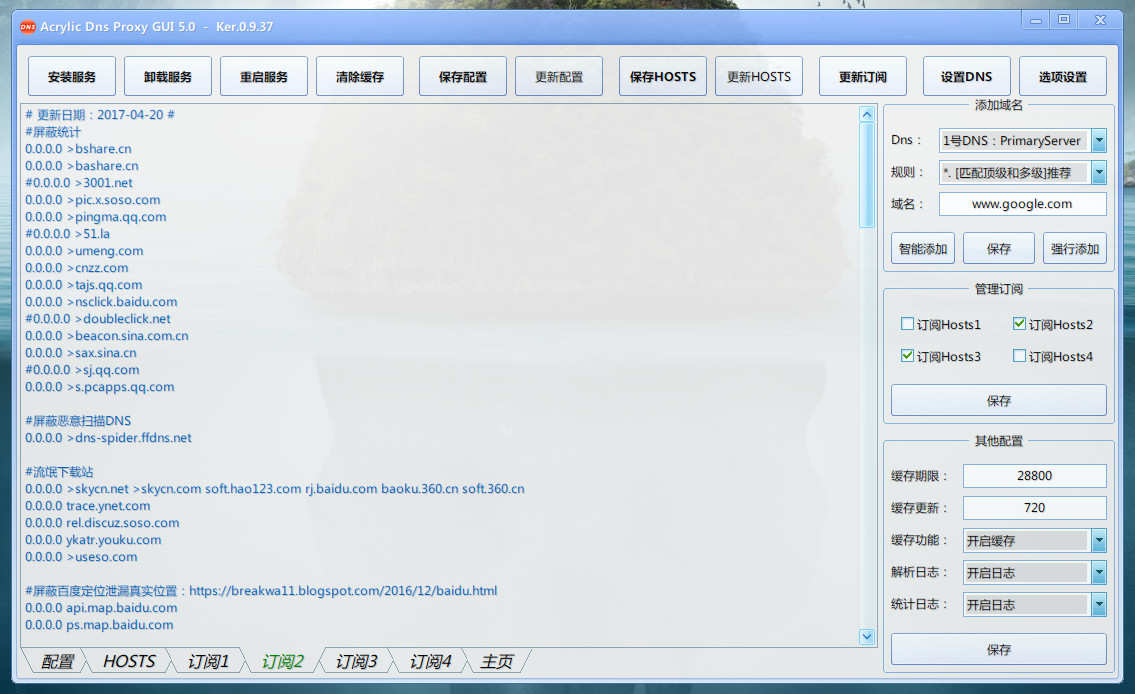 Acrylic Dns Proxy GUI 5.0 - Ker.0.9.37
安装服务 卸载服务 重启服务 清除缓存 保存配置 更新配置 保存HOSTS 更新HOSTS 更新订阅 设置DNS 选项设置
# 更新日期：2017-04-20 #
#屏蔽统计
0.0.0.0 >bshare.cn
0.0.0.0 >bashare.cn
#0.0.0.0 >3001.net
0.0.0.0 >pic.x.soso.com
0.0.0.0 >pingma.qq.com
#0.0.0.0 >51.la
0.0.0.0 >umeng.com
0.0.0.0 >cnzz.com
0.0.0.0 >tajs.qq.com
0.0.0.0 >nsclick.baidu.com
#0.0.0.0 >doubleclick.net
0.0.0.0 >beacon.sina.com.cn
0.0.0.0 >sax.sina.cn
#0.0.0.0 >sj.qq.com
0.0.0.0 >s.pcapps.qq.com
#屏蔽恶意扫描DNS
0.0.0.0 >dns-spider.ffdns.net
#流氓下载站
0.0.0.0 >skycn.net >skycn.com soft.hao123.com rj.baidu.com baoku.360.cn soft.360.cn
0.0.0.0 trace.ynet.com
0.0.0.0 rel.discuz.soso.com
0.0.0.0 ykatr.youku.com
0.0.0.0 >useso.com
#屏蔽百度定位泄漏真实位置：https://breakwa11.blogspot.com/2016/12/baidu.html
0.0.0.0 api.map.baidu.com
0.0.0.0 ps.map.baidu.com
配置 HOSTS 订阅1 订阅2 订阅3 订阅4 主页
添加域名
Dns： 1号DNS：PrimaryServer
规则： *. [匹配顶级和多级]推荐
域名： www.google.com
智能添加 保存 强行添加
管理订阅
订阅Hosts1 订阅Hosts2
订阅Hosts3 订阅Hosts4
保存
其他配置
缓存期限： 28800
缓存更新： 720
缓存功能： 开启缓存
解析日志： 开启日志
统计日志： 开启日志
保存